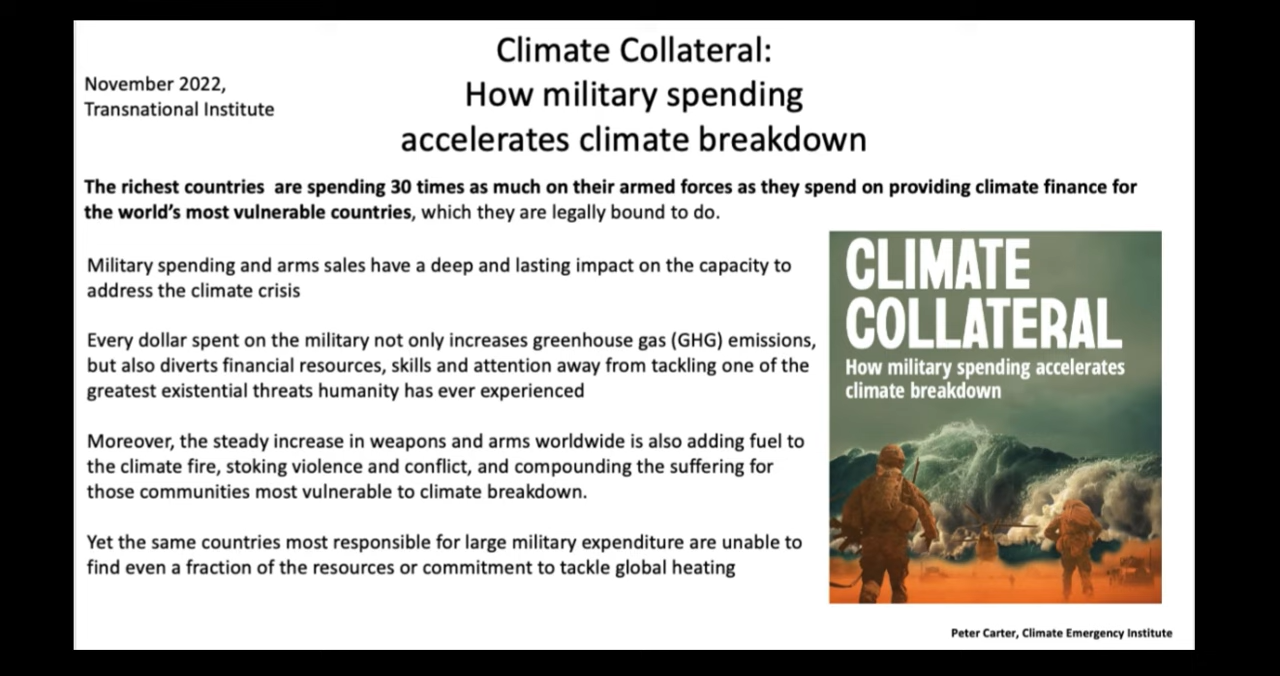 Climate Collateral:
How military spending
accelerates climate breakdown
November 2022,
Transnational Institute
The richest countries are spending 30 times as much on their armed forces as they spend on providing climate finance for
the world's most vulnerable countries, which they are legally bound to do.
Military spending and arms sales have a deep and lasting impact on the capacity to
address the climate crisis
Every dollar spent on the military not only increases greenhouse gas (GHG) emissions,
but also diverts financial resources, skills and attention away from tackling one of the
greatest existential threats humanity has ever experienced
Moreover, the steady increase in weapons and arms worldwide is also adding fuel to
the climate fire, stoking violence and conflict, and compounding the suffering for
those communities most vulnerable to climate breakdown.
Yet the same countries most responsible for large military expenditure are unable to
find even a fraction of the resources or commitment to tackle global heating
CLIMATE
COLLATERAL
How military spending accelerates
climate breakdown
Peter Carter, Climate Emergency Institute